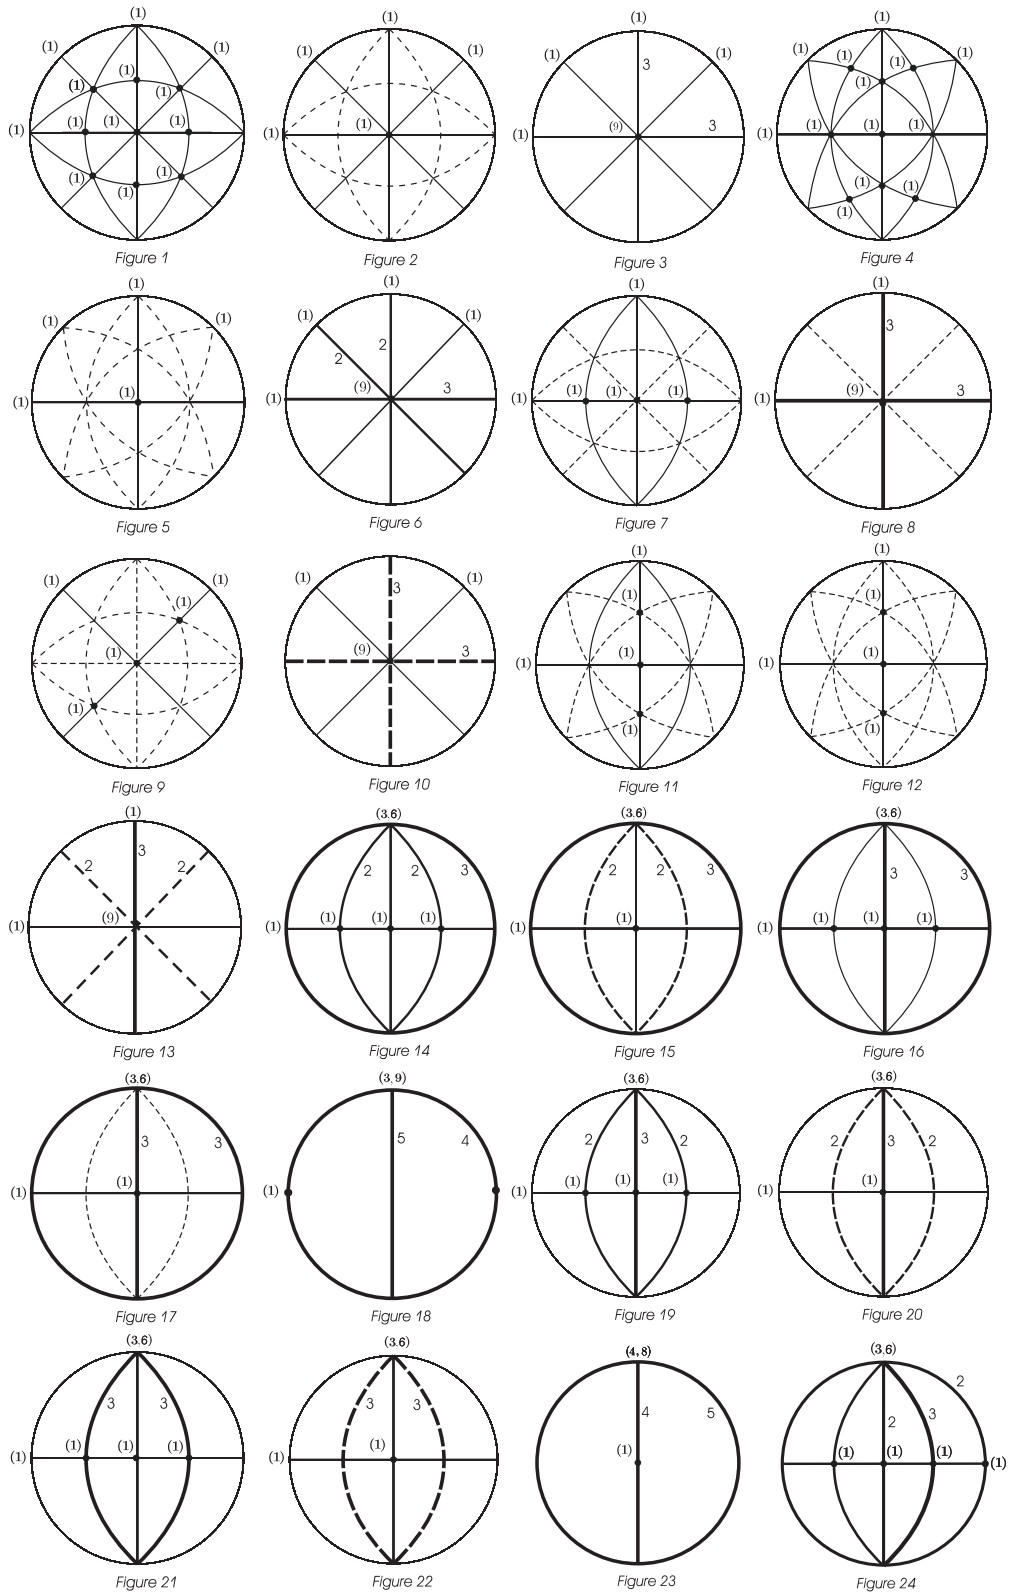 (1) (1) (1) (1)
(1) (1) (1) (1) (1) (1) (1) (1) (1)
(1) (1) (1) (3) (1) (1) (1)
(1) (1) (1) (1) (1)
(1) (1) (1) (9) 3 (1) (1) (1) (1)
(1) (1) (1)
(1) (1)
Figure 1 Figure 2 Figure 3 Figure 4
(1) (1) (1) (1)
(1) (1) (1) (1) 3
2 2
(1) (1) (9) 3 (1) (1) (1) (1) (1) (9) 3
Figure 5 Figure 6 Figure 7 Figure 8
(1) (1)
(1) (1) (1) (1) 3 (1) (1)
(1)
(1) (9) 3 (1) (1) (1) (1)
(1) (1) (1)
Figure 9 Figure 10 Figure 11 Figure 12
(1) (3.6) (3.6) (3.6)
2 3 2 2 2 3 2 2 3 3 3
(1) (9) (1) (1) (1) (1) (1) (1) (1) (1) (1) (1)
Figure 13 Figure 14 Figure 15 Figure 16
(3.6) (3,9) (3.6) (3.6)
3 3 5 4 2 3 2 2 3 2
(1) (1) (1) (1) (1) (1) (1) (1) (1)
Figure 17 Figure 18 Figure 19 Figure 20
(3.6) (3.6) (4,8) (3.6)
3 3 3 3 4 5 2 3 2
(1) (1) (1) (1) (1) (1) (1) (1) (1) (1) (1)
Figure 21 Figure 22 Figure 23 Figure 24